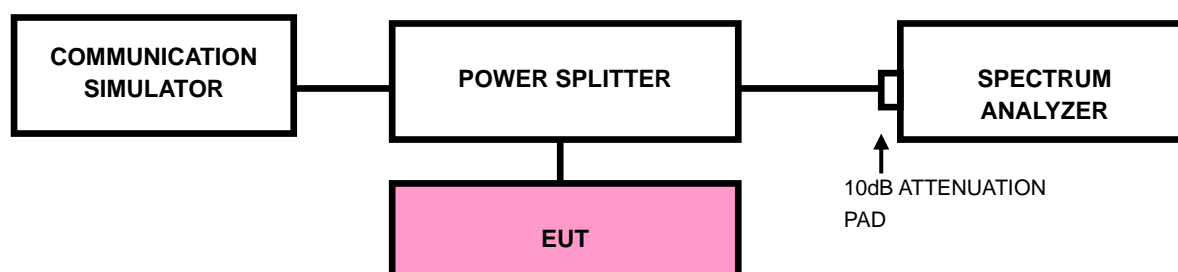 COMMUNICATION
SIMULATOR
POWER SPLITTER
SPECTRUM
ANALYZER
10dB ATTENUATION
PAD
EUT